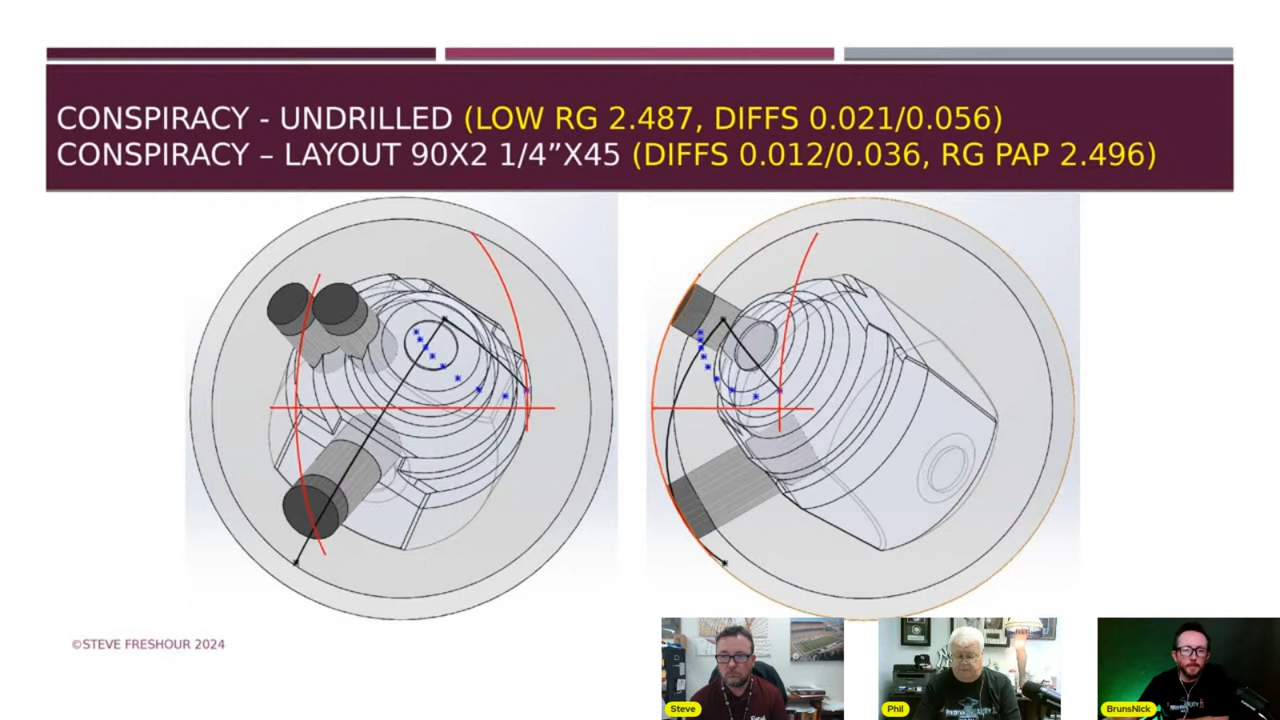 CONSPIRACY - UNDRILLED (LOW RG 2.487, DIFFS 0.021/0.056)
CONSPIRACY – LAYOUT 90X2 1/4”X45 (DIFFS 0.012/0.036, RG PAP 2.496)
©STEVE FRESHOUR 2024
Steve
Phil
BrunsNick